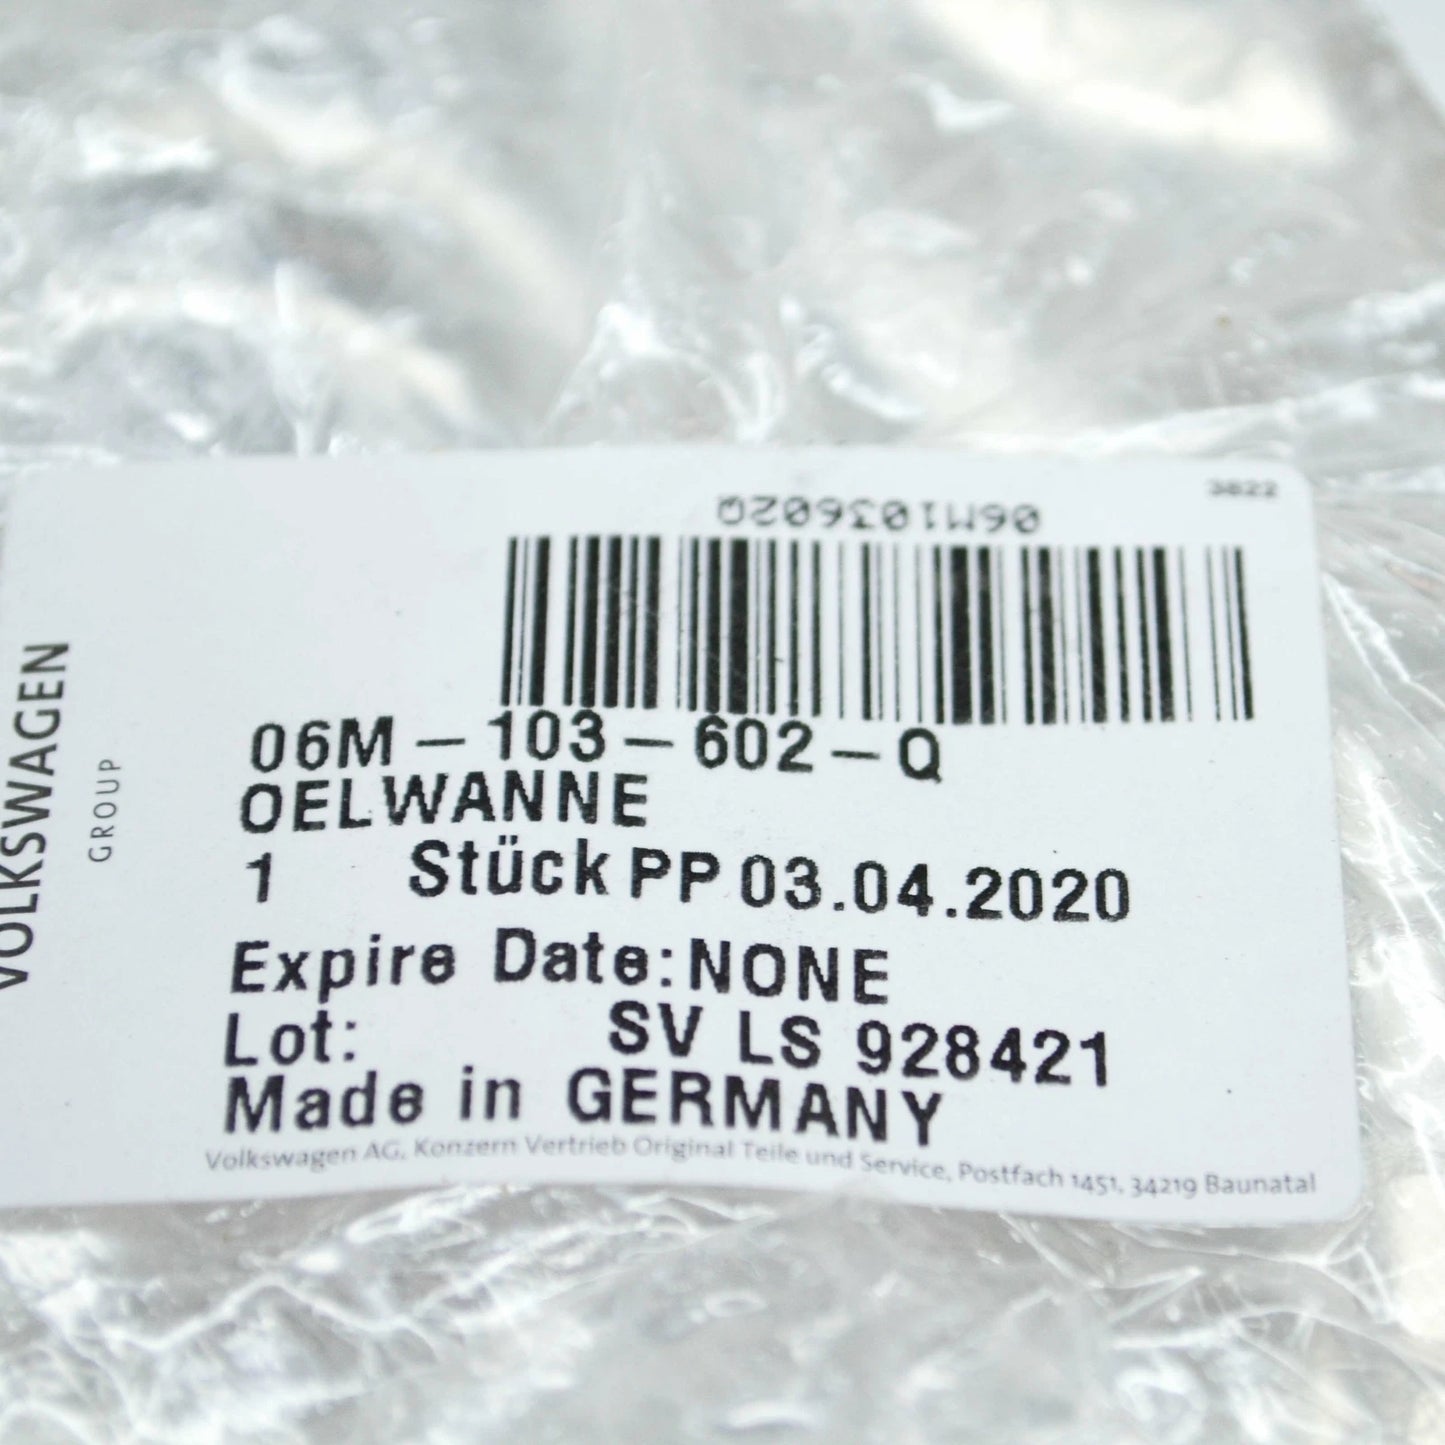 3822
06M103602Q
06M-103-602-Q
OELWANNE
1 Stück PP 03.04.2020
Expire Date:NONE
Lot: SV LS 928421
Made in GERMANY
Volkswagen AG, Konzern Vertrieb Original Teile und Service, Postfach 1451, 34219 Baunatal
VOLKSWAGEN
GROUP